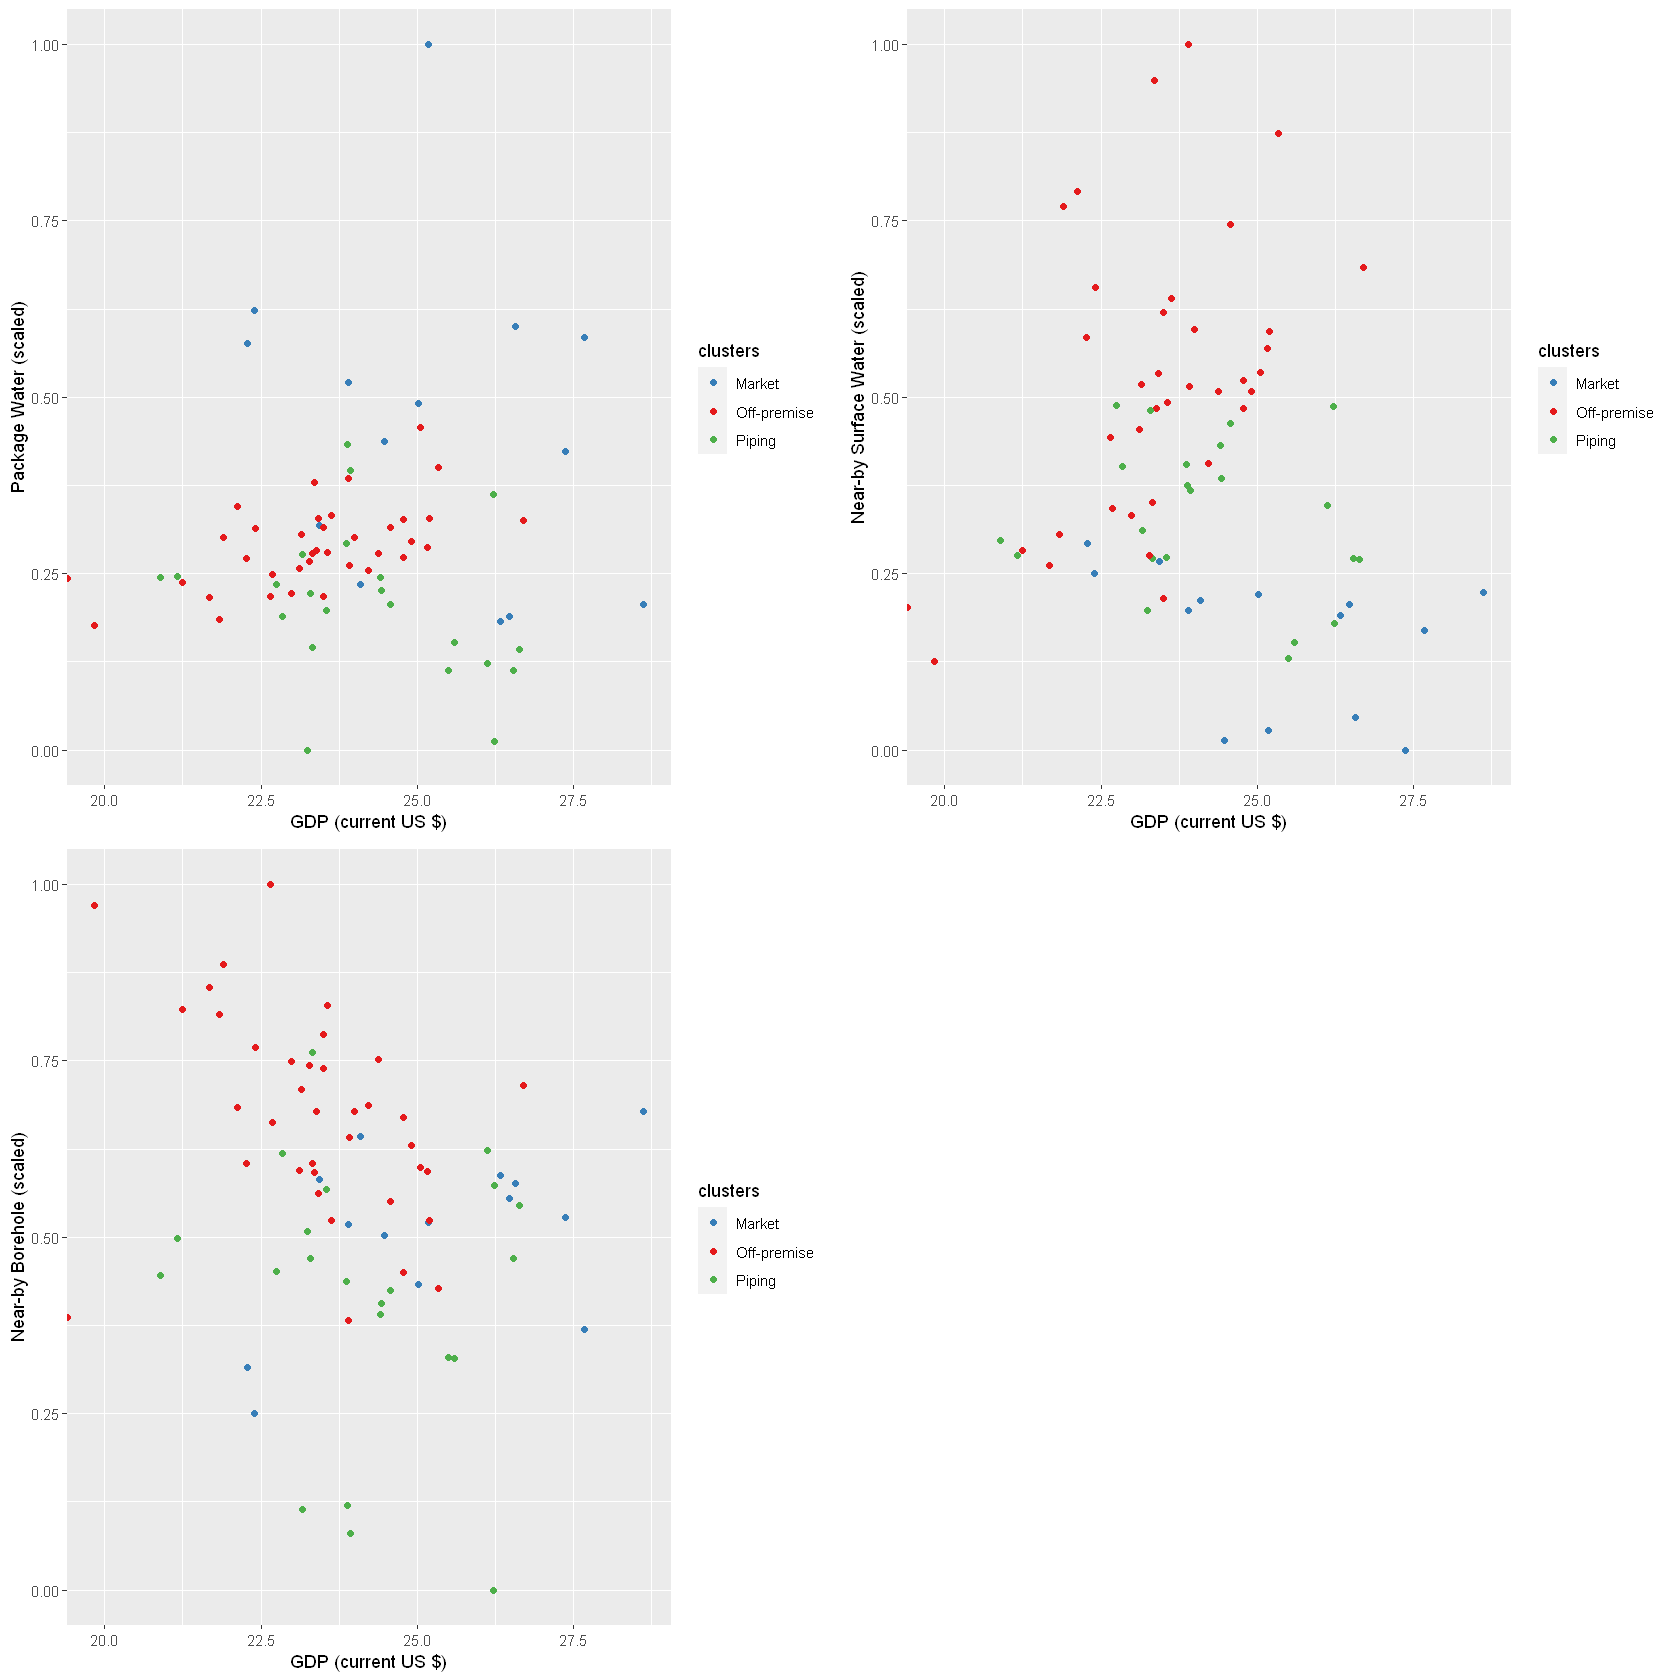 1.00
0.75
0.50
0.25
0.00
Package Water (scaled)
20.0 22.5 25.0 27.5
GDP (current US $)
clusters
Market
Off-premise
Piping
1.00
0.75
0.50
0.25
0.00
Near-by Surface Water (scaled)
20.0 22.5 25.0 27.5
GDP (current US $)
clusters
Market
Off-premise
Piping
1.00
0.75
0.50
0.25
0.00
Near-by Borehole (scaled)
20.0 22.5 25.0 27.5
GDP (current US $)
clusters
Market
Off-premise
Piping